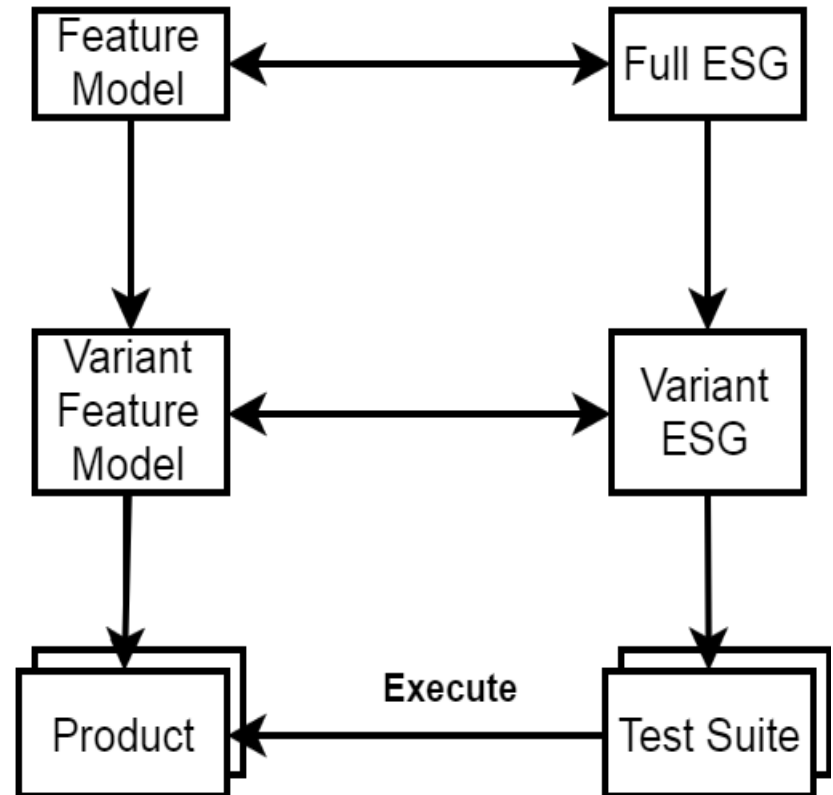 Feature
Model
Full ESG
Variant
Feature
Model
Variant
ESG
Execute
Product
Test Suite